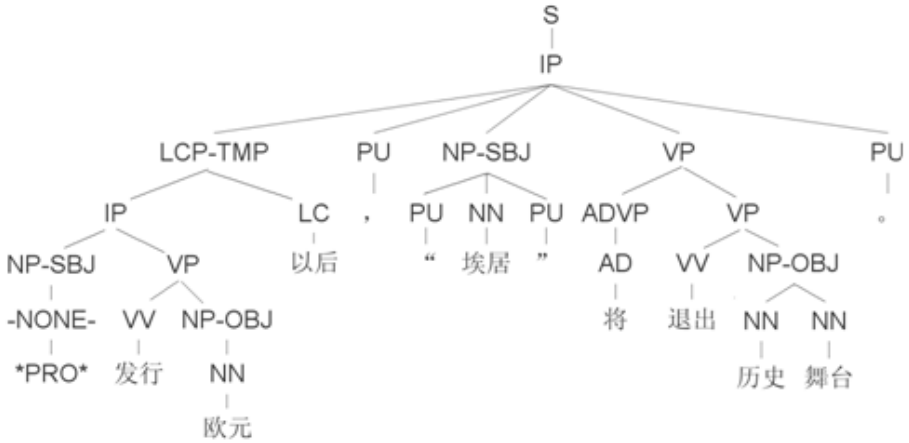 S
IP
LCP-TMP PU NP-SBJ VP PU
IP LC , PU NN PU ADVP VP 。
NP-SBJ VP 以后 “ 埃居 ” AD VV NP-OBJ
-NONE- VV NP-OBJ 将 退出 NN NN
*PRO* 发行 NN 历史 舞台
欧元